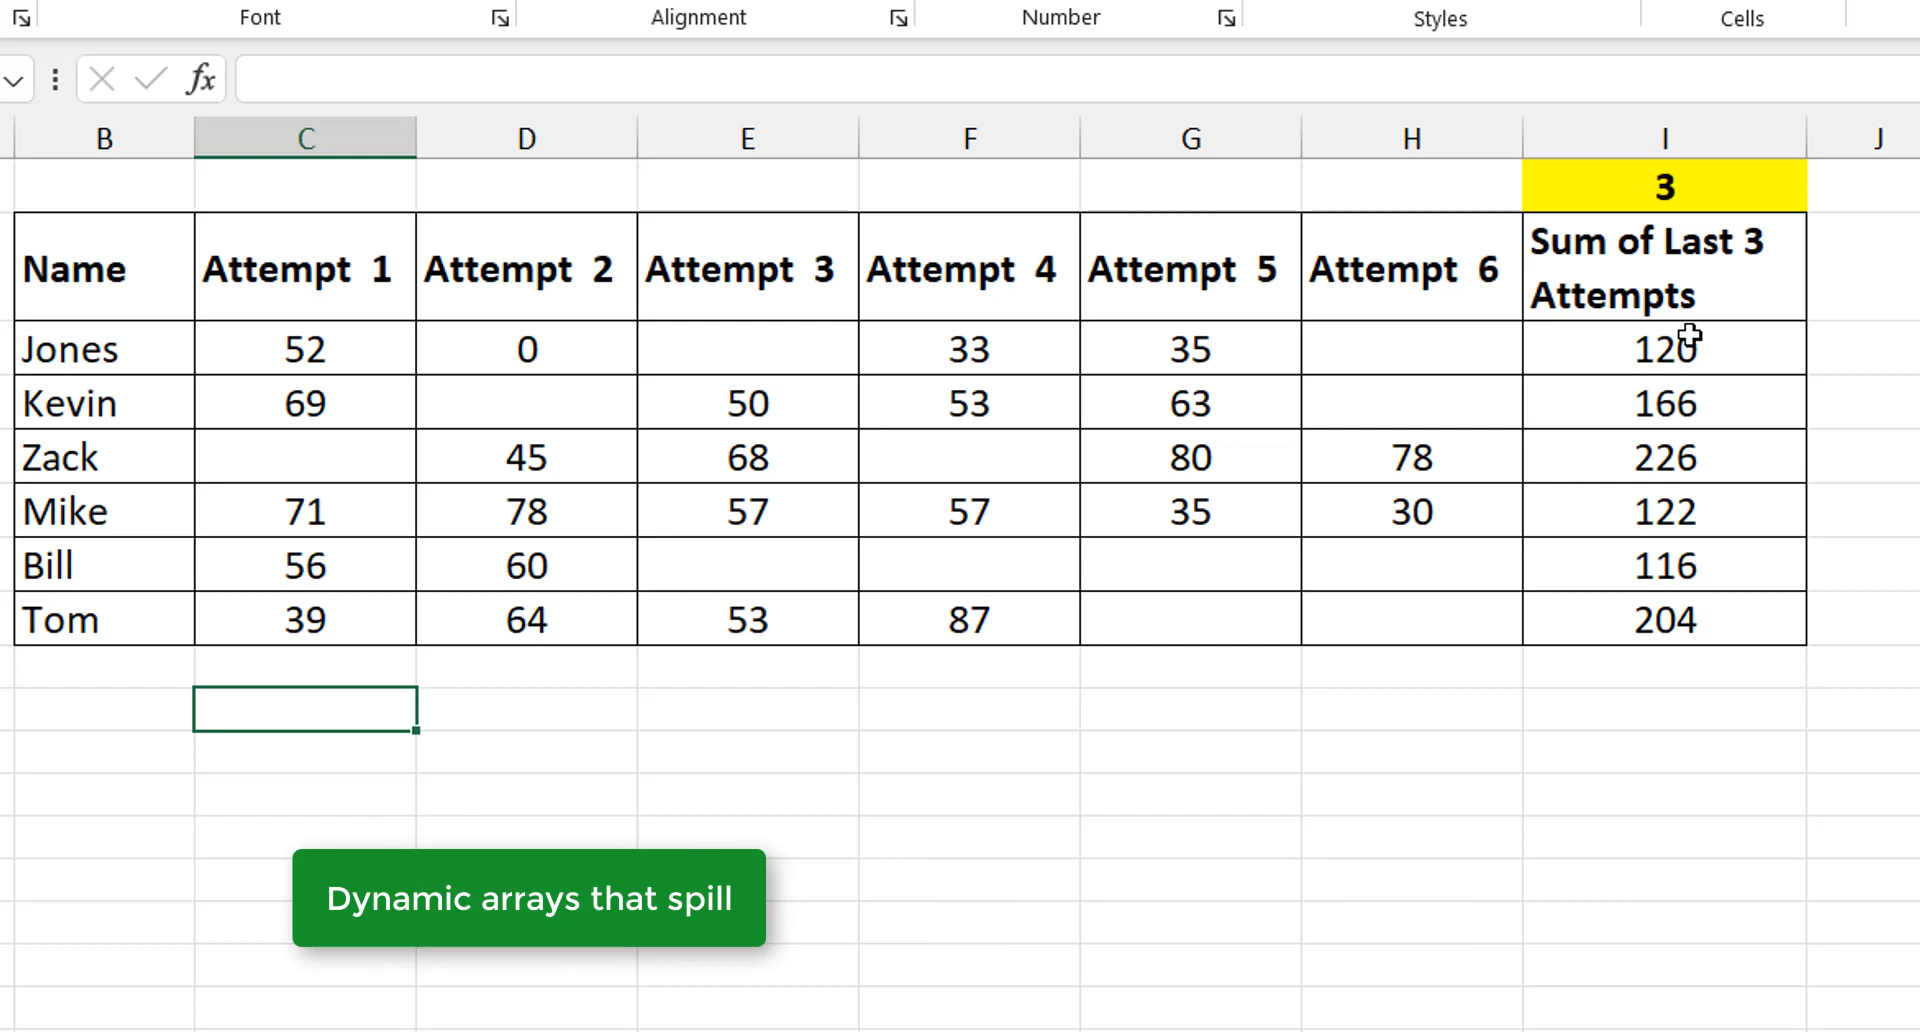 Font Alignment Number Styles Cells
fx
B C D E F G H I J
3
Name Attempt 1 Attempt 2 Attempt 3 Attempt 4 Attempt 5 Attempt 6 Sum of Last 3
Attempts
Jones 52 0 33 35 120
Kevin 69 50 53 63 166
Zack 45 68 80 78 226
Mike 71 78 57 57 35 30 122
Bill 56 60 116
Tom 39 64 53 87 204
Dynamic arrays that spill